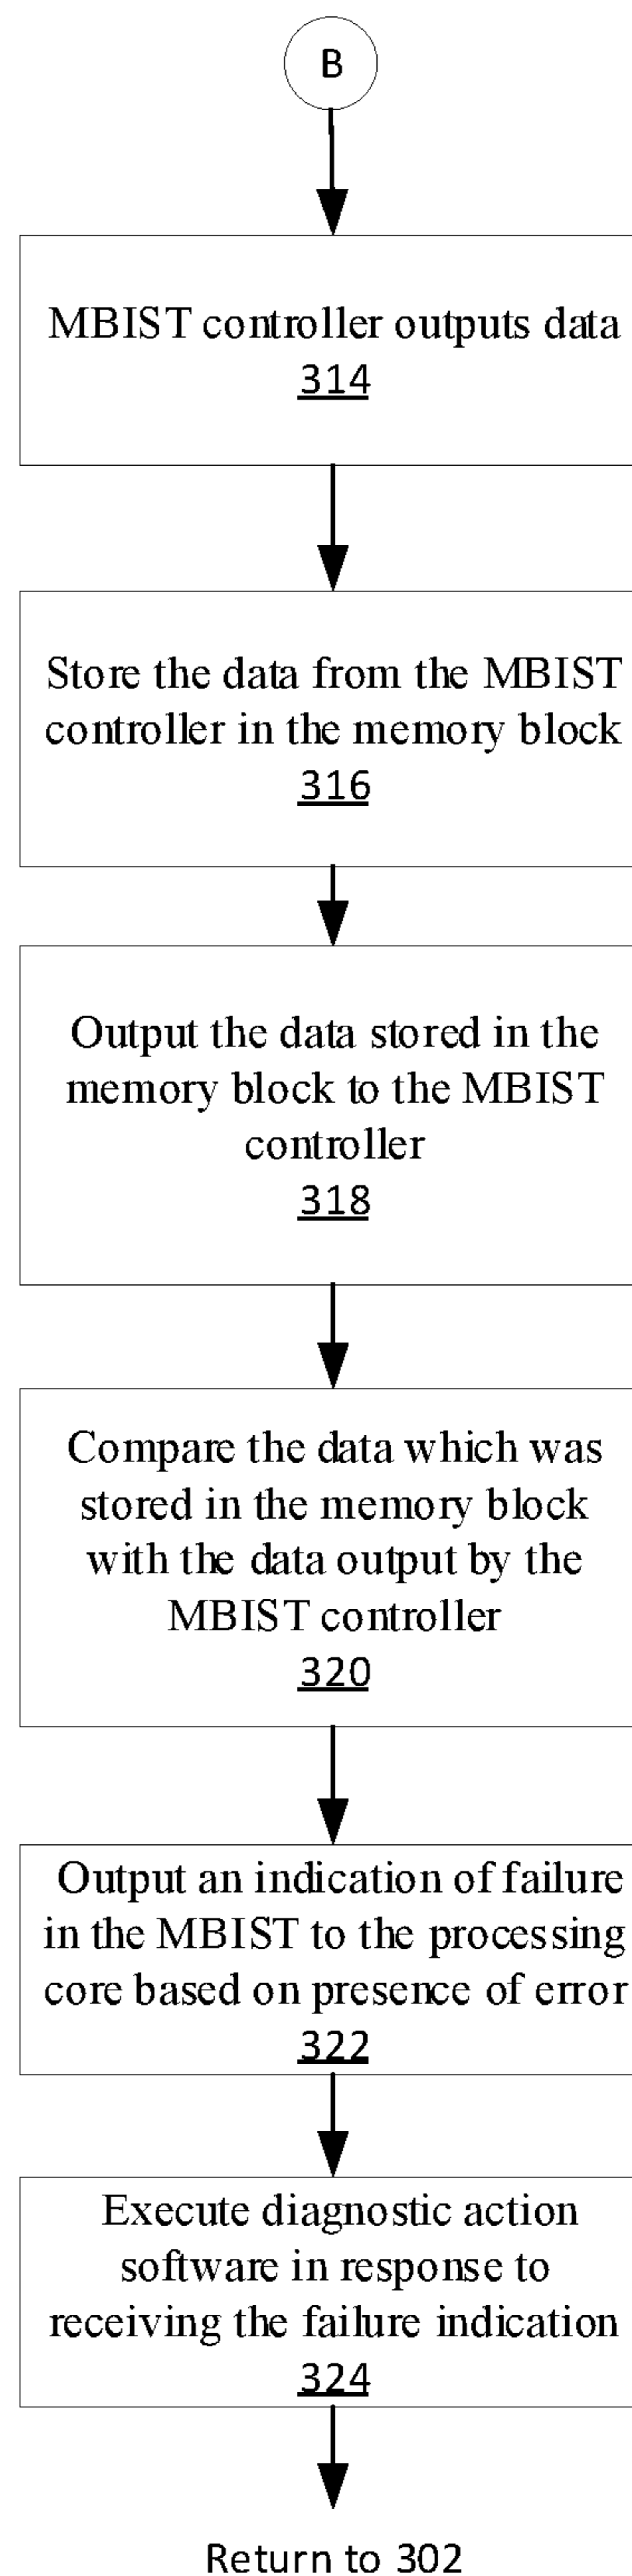 B
MBIST controller outputs data
314
Store the data from the MBIST
controller in the memory block
316
Output the data stored in the
memory block to the MBIST
controller
318
Compare the data which was
stored in the memory block
with the data output by the
MBIST controller
320
Output an indication of failure
in the MBIST to the processing
core based on presence of error
322
Execute diagnostic action
software in response to
receiving the failure indication
324
Return to 302